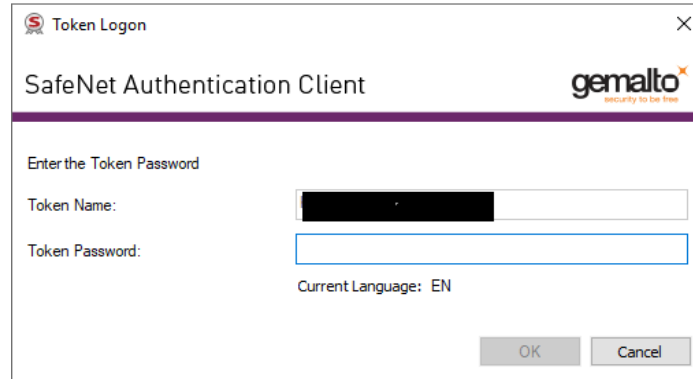 Token Logon
SafeNet Authentication Client
gemalto
security to be free
Enter the Token Password
Token Name:
Token Password:
Current Language: EN
OK
Cancel